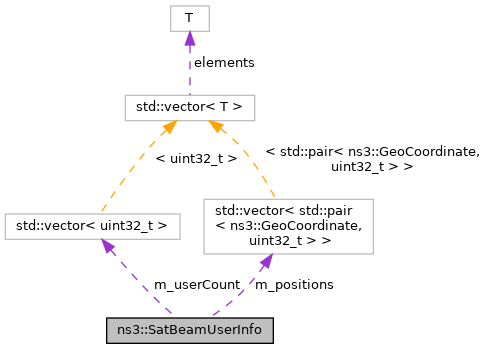 T
elements
std::vector< T >
< uint32_t >
< std::pair< ns3::GeoCoordinate,
uint32_t > >
std::vector< uint32_t >
std::vector< std::pair
< ns3::GeoCoordinate,
uint32_t > >
m_userCount
m_positions
ns3::SatBeamUserInfo